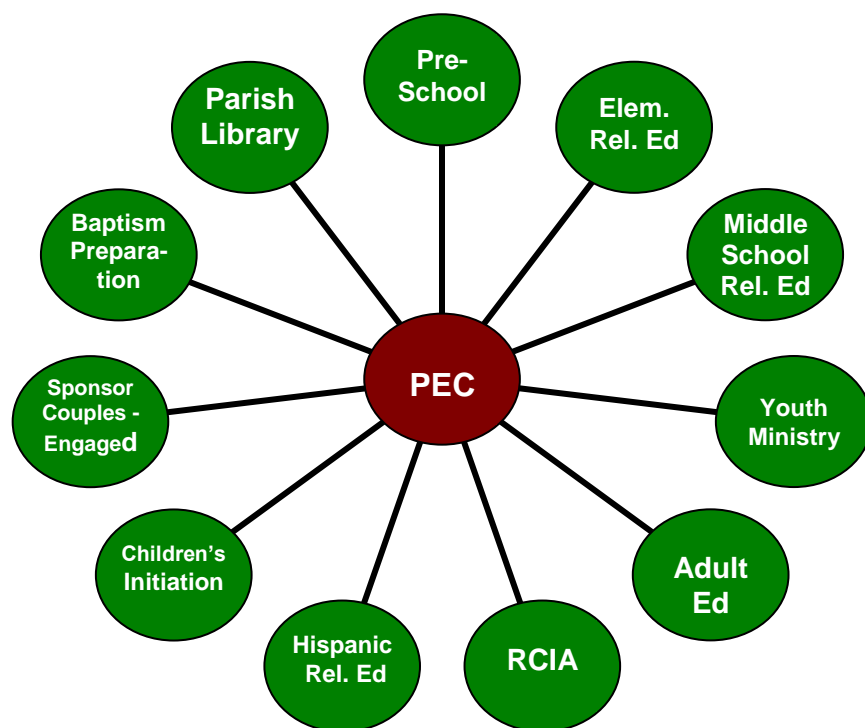 Pre-
School
Elem.
Rel. Ed
Middle
School
Rel. Ed
Youth
Ministry
Adult
Ed
RCIA
Hispanic
Rel. Ed
Children's
Initiation
Sponsor
Couples -
Engaged
Baptism
Prepara-
tion
Parish
Library
PEC